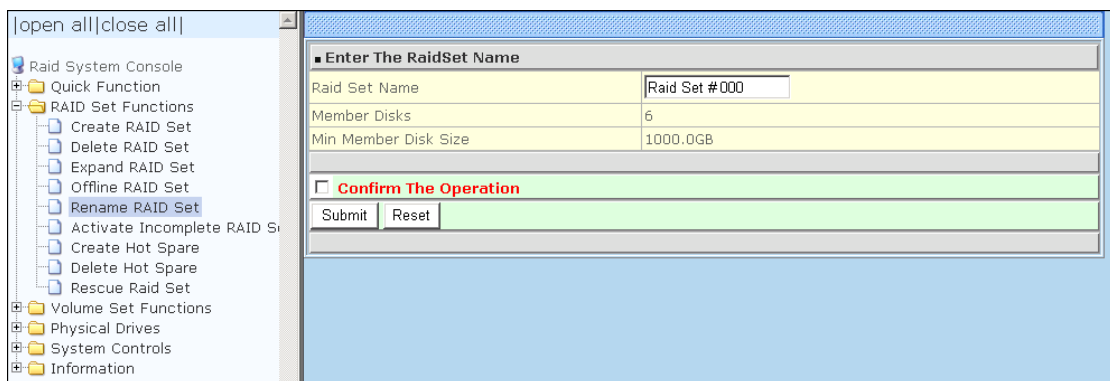 |open all|close all|
Raid System Console
Quick Function
RAID Set Functions
Create RAID Set
Delete RAID Set
Expand RAID Set
Offline RAID Set
Rename RAID Set
Activate Incomplete RAID
Create Hot Spare
Delete Hot Spare
Rescue Raid Set
Volume Set Functions
Physical Drives
System Controls
Information
Enter The RaidSet Name
Raid Set Name Raid Set #000
Member Disks 6
Min Member Disk Size 1000.0GB
Confirm The Operation
Submit Reset